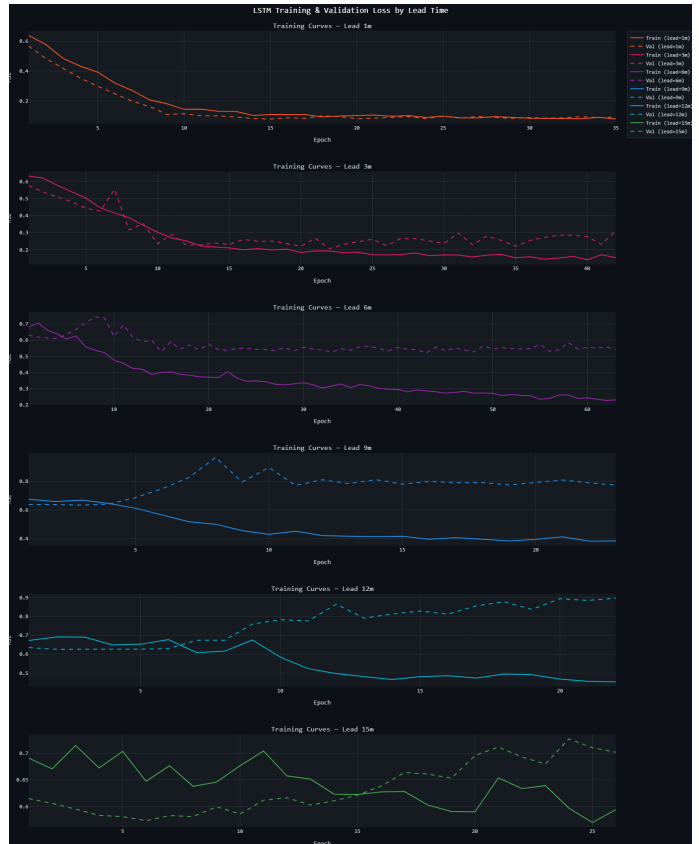 LSTM Training & Validation Loss by Lead Time
Training Curves — Lead 1m
0.6
0.4
0.2
5 10 15 20 25 30 35
Epoch
Train (lead=1m)
Val (lead=1m)
Train (lead=3m)
Val (lead=3m)
Train (lead=6m)
Val (lead=6m)
Train (lead=9m)
Val (lead=9m)
Train (lead=12m)
Val (lead=12m)
Train (lead=15m)
Val (lead=15m)
Training Curves — Lead 3m
0.6
0.5
0.4
0.3
0.2
5 10 15 20 25 30 35 40
Epoch
Training Curves — Lead 6m
0.7
0.6
0.5
0.4
0.3
0.2
10 20 30 40 50 60
Epoch
Training Curves — Lead 9m
0.8
0.6
0.4
5 10 15 20
Epoch
Training Curves — Lead 12m
0.9
0.8
0.7
0.6
0.5
5 10 15 20
Epoch
Training Curves — Lead 15m
0.7
0.65
0.6
5 10 15 20 25
Epoch